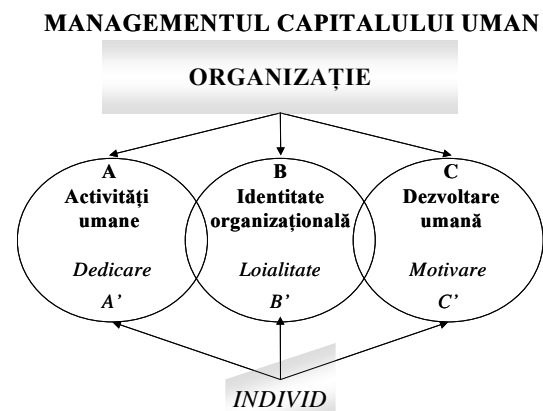 MANAGEMENTUL CAPITALULUI UMAN
ORGANIZAȚIE
A
Activități
umane
Dedicare
A’
B
Identitate
organizațională
Loialitate
B’
C
Dezvoltare
umană
Motivare
C’
INDIVID